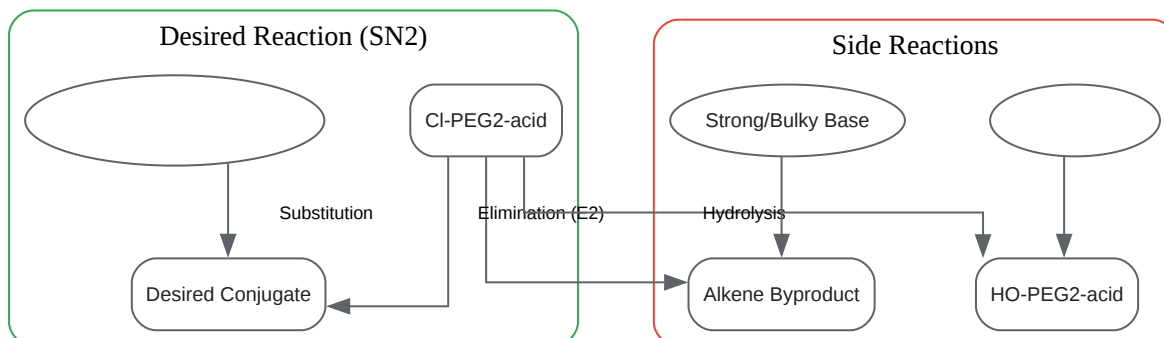 Desired Reaction (SN2)
Side Reactions
Cl-PEG2-acid
Strong/Bulky Base
Substitution
Elimination (E2)
Hydrolysis
Desired Conjugate
Alkene Byproduct
HO-PEG2-acid